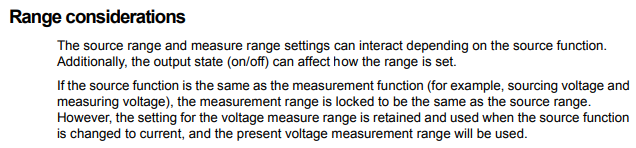 Range considerations
The source range and measure range settings can interact depending on the source function.
Additionally, the output state (on/off) can affect how the range is set.
If the source function is the same as the measurement function (for example, sourcing voltage and
measuring voltage), the measurement range is locked to be the same as the source range.
However, the setting for the voltage measure range is retained and used when the source function
is changed to current, and the present voltage measurement range will be used.